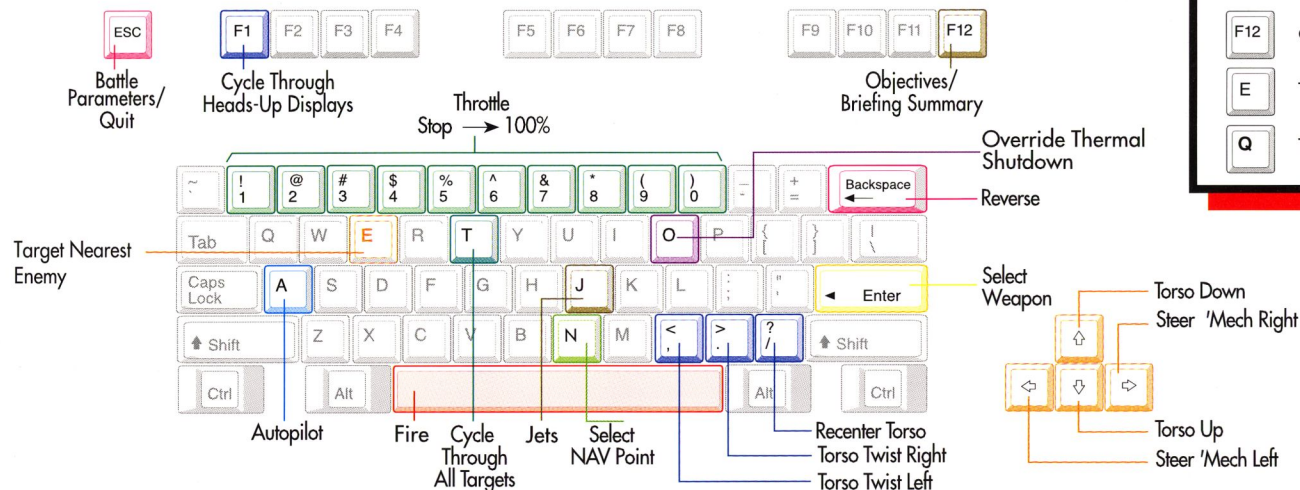 ESC F1 F2 F3 F4 F5 F6 F7 F8 F9 F10 F11 F12
Battle
Parameters/
Quit
Cycle Through
Heads-Up Displays
Objectives/
Briefing Summary
Throttle
Stop → 100%
Override Thermal
Shutdown
Reverse
Target Nearest
Enemy
~ ` ! 1 @ 2 # 3 $ 4 % 5 ^ 6 & 7 * 8 ( 9 ) 0 _ - + = Backspace
Tab Q W E R T Y U I O P { [ } ] | \
Caps
Lock
A S D F G H J K L : ; " ' Enter
Shift Z X C V B N M < , > . ? / Shift
Ctrl Alt Alt Ctrl
Select
Weapon
Autopilot
Fire
Cycle
Through
All Targets
Jets
Select
NAV Point
Recenter Torso
Torso Twist Right
Torso Twist Left
Torso Down
Steer 'Mech Right
Torso Up
Steer 'Mech Left
F12
E
Q